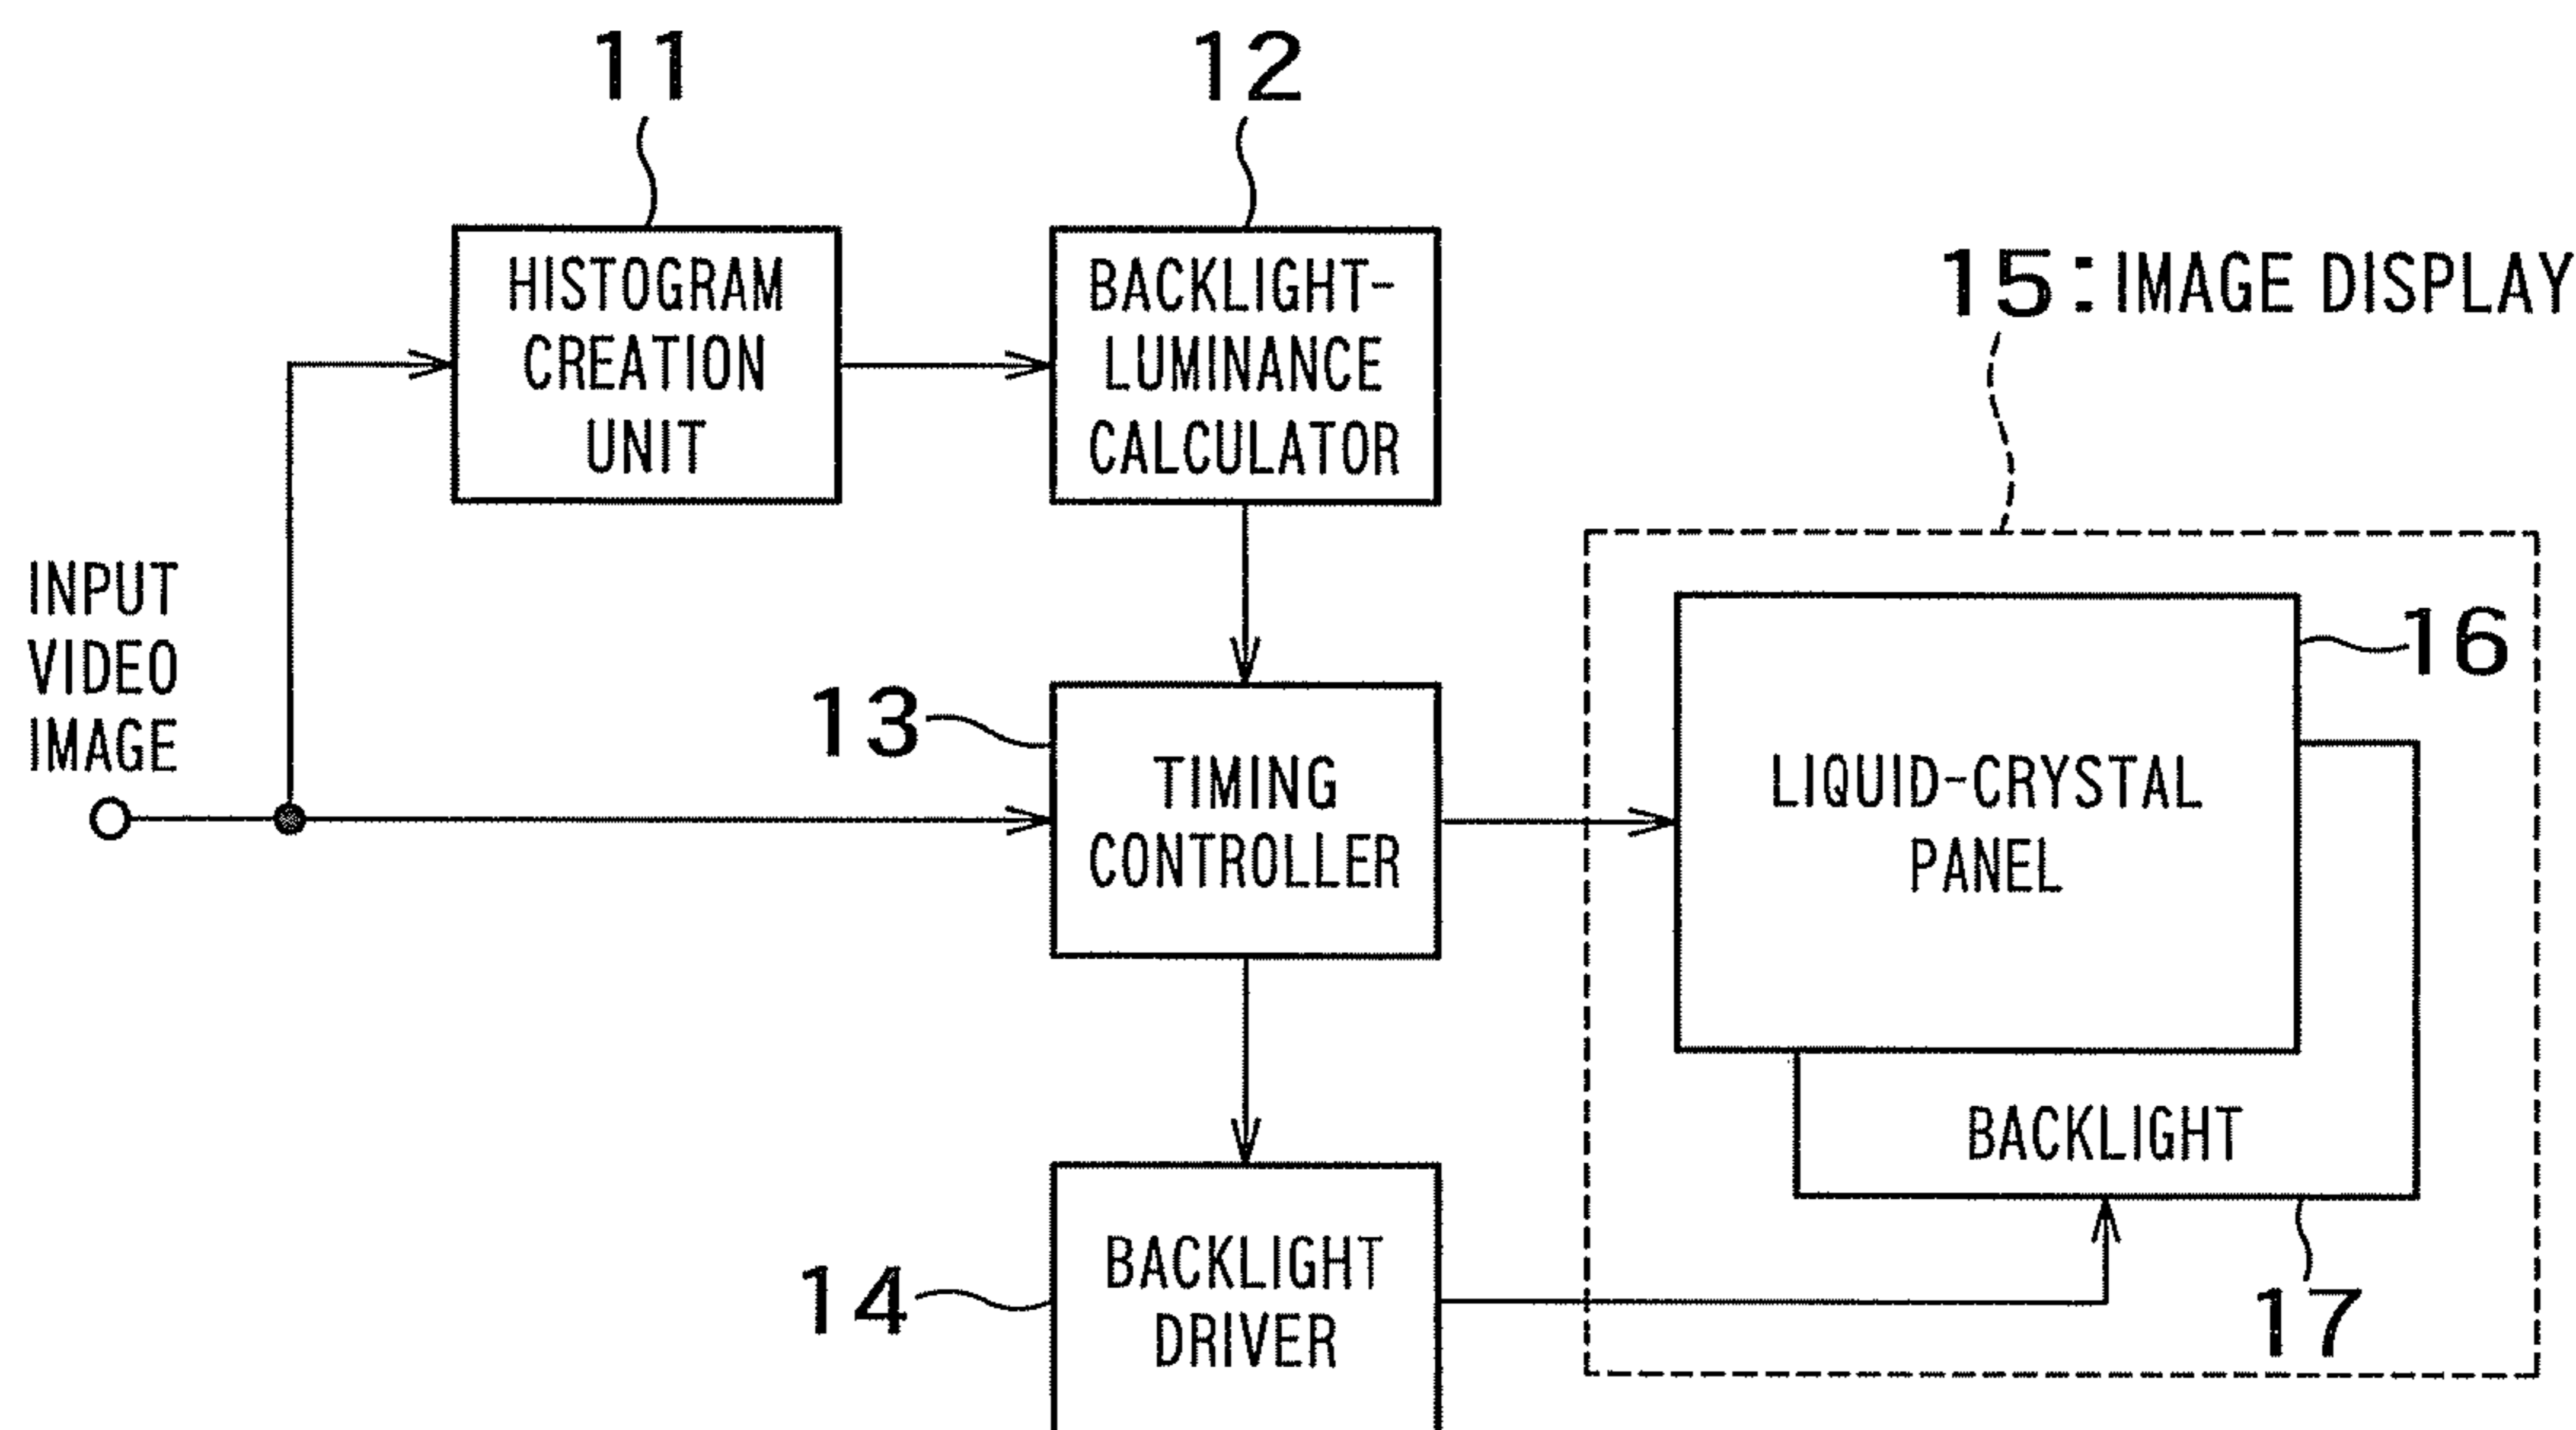 11
12
HISTOGRAM
CREATION
UNIT
BACKLIGHT-
LUMINANCE
CALCULATOR
15: IMAGE DISPLAY
INPUT
VIDEO
IMAGE
13
TIMING
CONTROLLER
16
LIQUID-CRYSTAL
PANEL
BACKLIGHT
17
14
BACKLIGHT
DRIVER